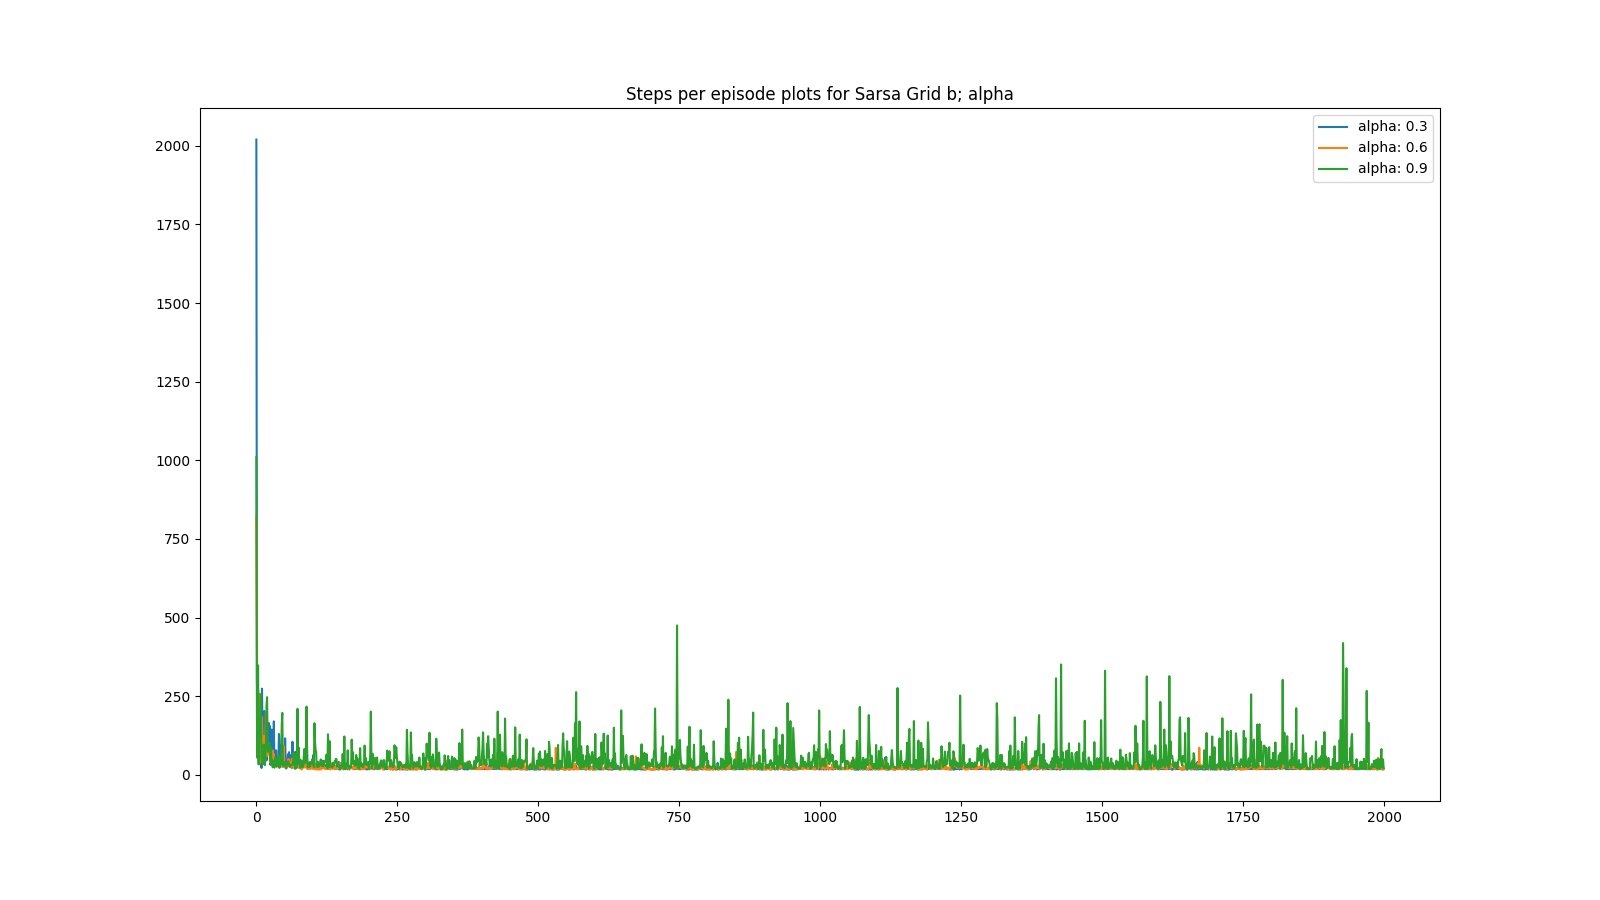 Steps per episode plots for Sarsa Grid b; alpha
alpha: 0.3
alpha: 0.6
alpha: 0.9
2000
1750
1500
1250
1000
750
500
250
0
0 250 500 750 1000 1250 1500 1750 2000